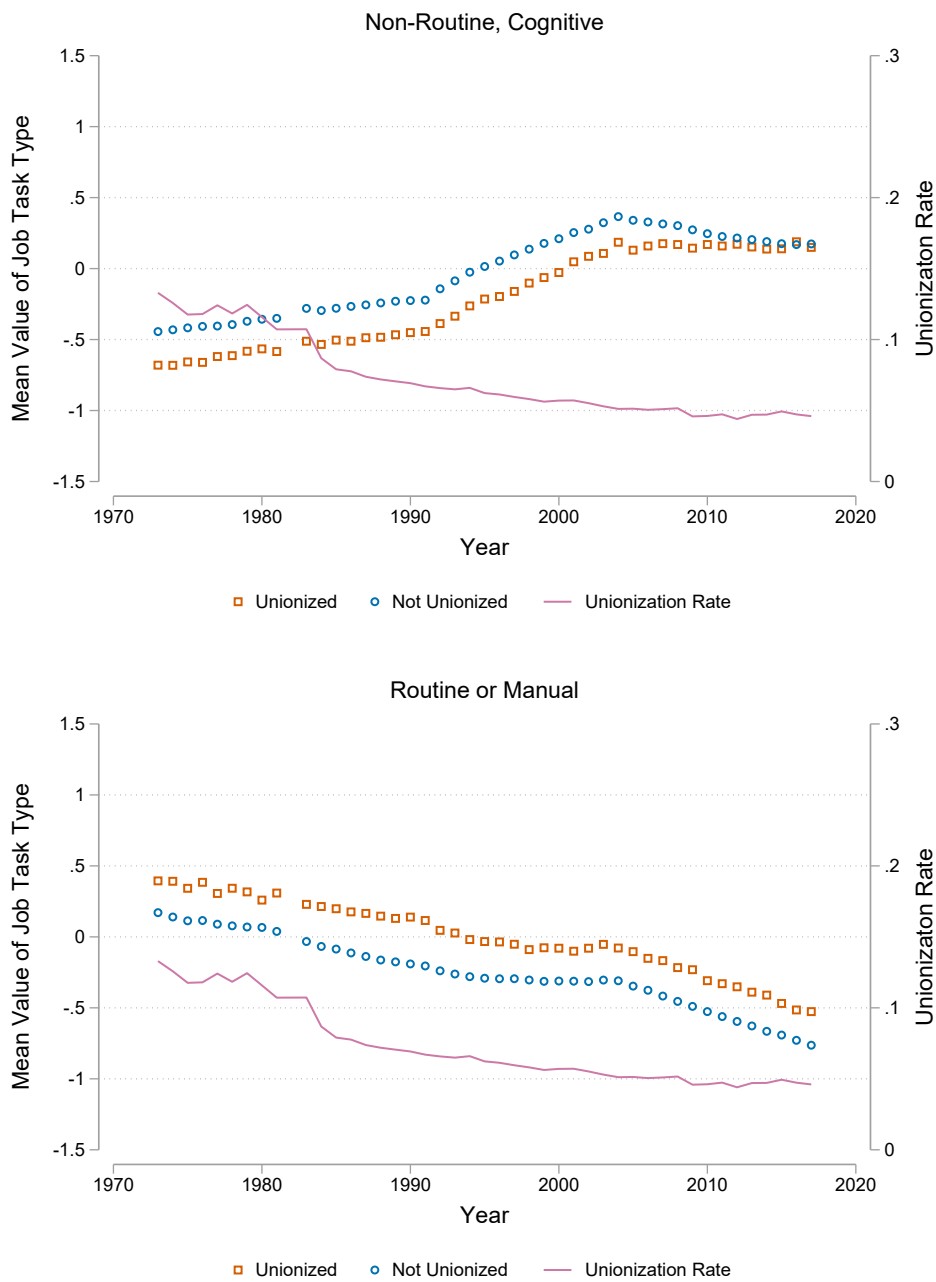 Non-Routine, Cognitive
Mean Value of Job Task Type
1.5
1
.5
0
-.5
-1
-1.5
.3
.2
.1
0
Unionization Rate
1970 1980 1990 2000 2010 2020
Year
Unionized Not Unionized Unionization Rate
Routine or Manual
Mean Value of Job Task Type
1.5
1
.5
0
-.5
-1
-1.5
.3
.2
.1
0
Unionization Rate
1970 1980 1990 2000 2010 2020
Year
Unionized Not Unionized Unionization Rate